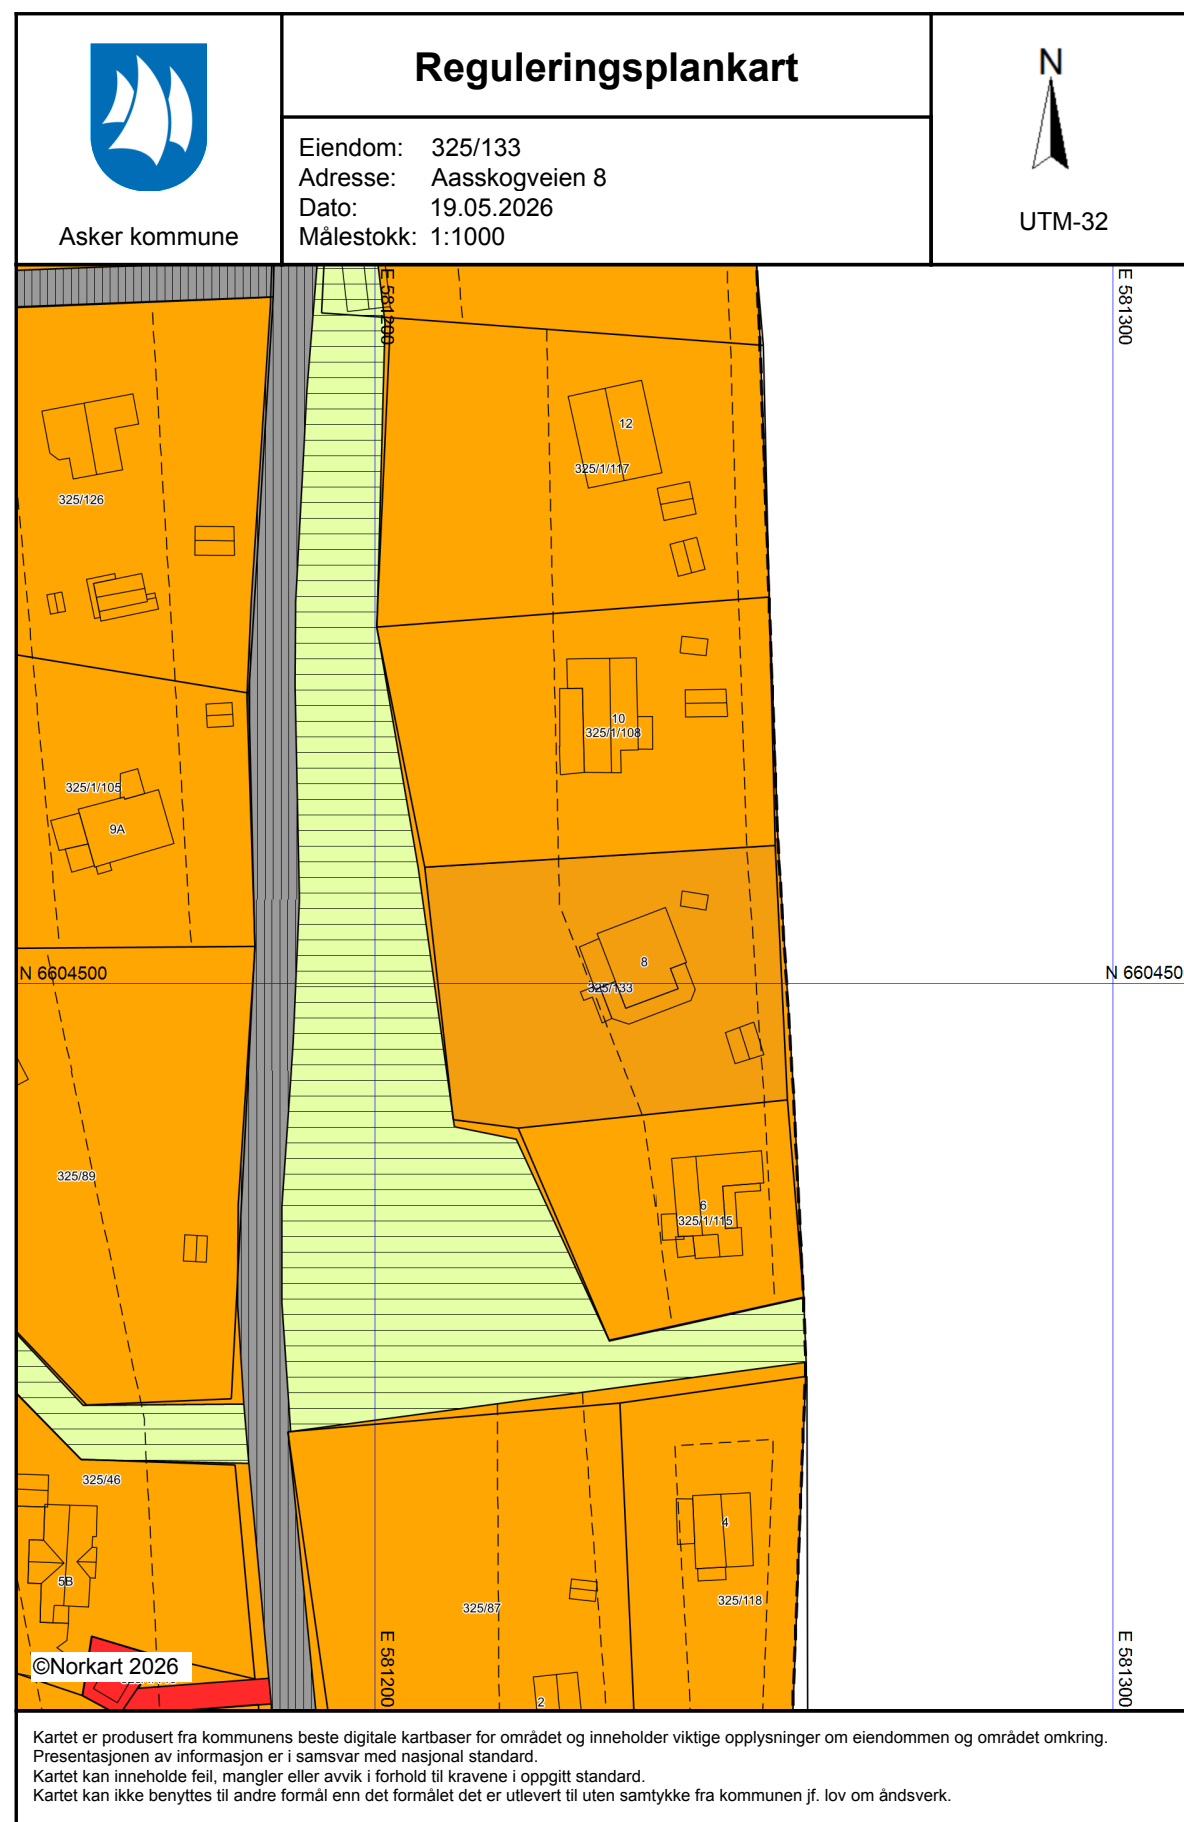 Reguleringsplankart
N
Eiendom: 325/133
Adresse: Aasskogveien 8
Dato: 19.05.2026
Målestokk: 1:1000
Asker kommune
UTM-32
E 581200
E 581300
12
325/1/117
325/126
10
325/1/108
325/1/105
9A
8
N 6604500
325/133
N 660450
325/89
6
325/1/115
325/46
4
5B
325/87
325/118
E 581200
E 581300
©Norkart 2026
2
Kartet er produsert fra kommunens beste digitale kartbaser for området og inneholder viktige opplysninger om eiendommen og området omkring.
Presentasjonen av informasjon er i samsvar med nasjonal standard.
Kartet kan inneholde feil, mangler eller avvik i forhold til kravene i oppgitt standard.
Kartet kan ikke benyttes til andre formål enn det formålet det er utlevert til uten samtykke fra kommunen jf. lov om åndsverk.